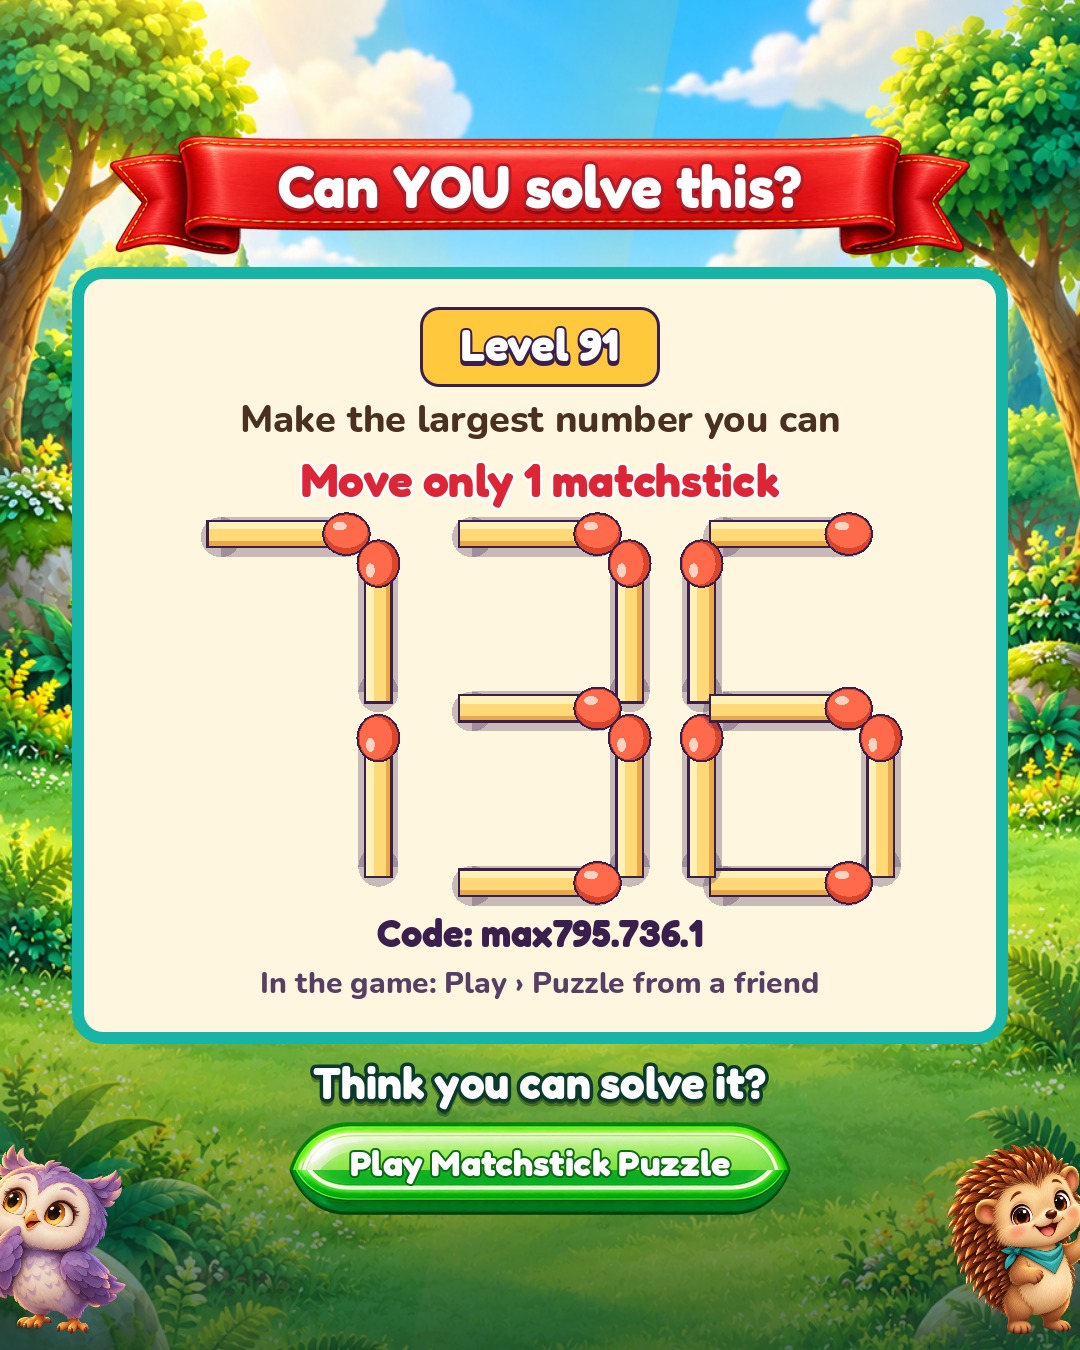 Can YOU solve this?
Level 91
Make the largest number you can
Move only 1 matchstick
736
Code: max795.736.1
In the game: Play › Puzzle from a friend
Think you can solve it?
Play Matchstick Puzzle